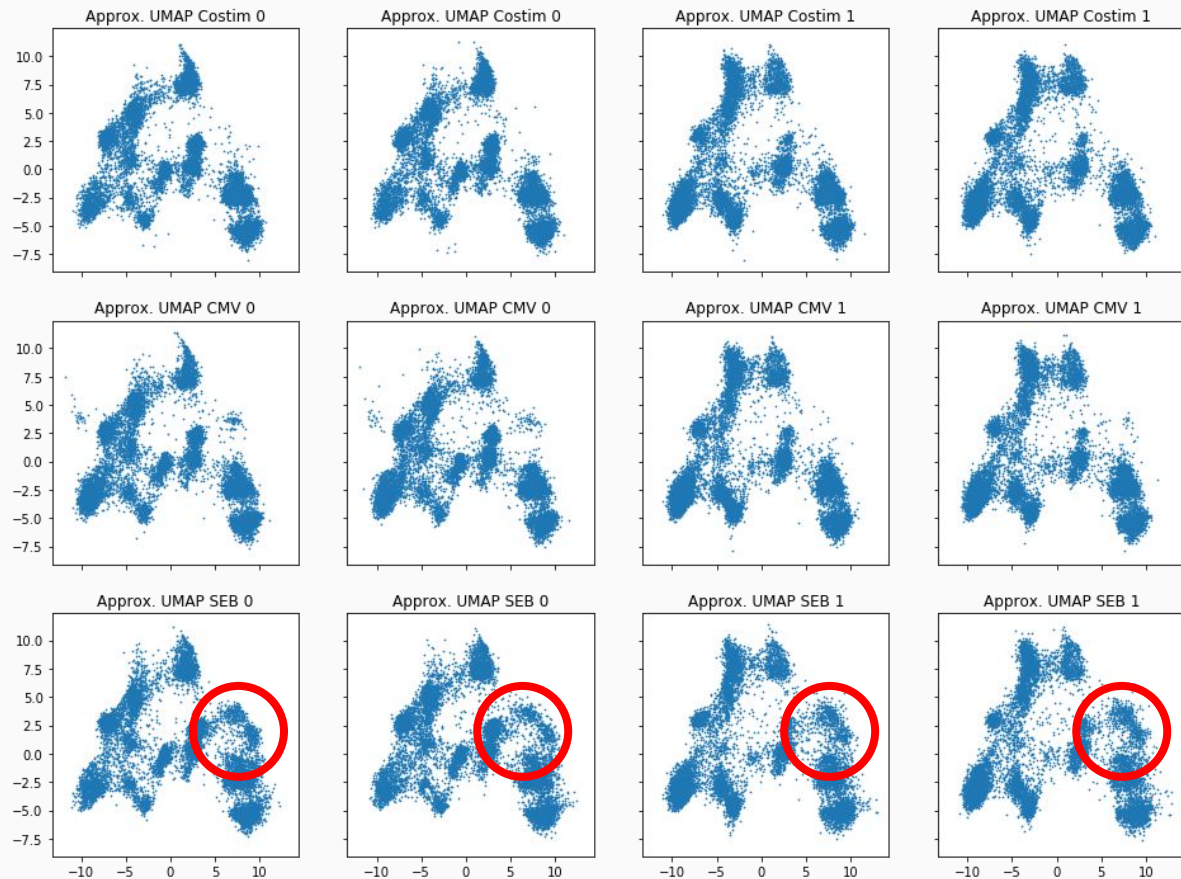 Approx. UMAP Costim 0
Approx. UMAP Costim 0
Approx. UMAP Costim 1
Approx. UMAP Costim 1
10.0
7.5
5.0
2.5
0.0
−2.5
−5.0
−7.5
Approx. UMAP CMV 0
Approx. UMAP CMV 0
Approx. UMAP CMV 1
Approx. UMAP CMV 1
10.0
7.5
5.0
2.5
0.0
−2.5
−5.0
−7.5
Approx. UMAP SEB 0
Approx. UMAP SEB 0
Approx. UMAP SEB 1
Approx. UMAP SEB 1
10.0
7.5
5.0
2.5
0.0
−2.5
−5.0
−7.5
−10 −5 0 5 10
−10 −5 0 5 10
−10 −5 0 5 10
−10 −5 0 5 10